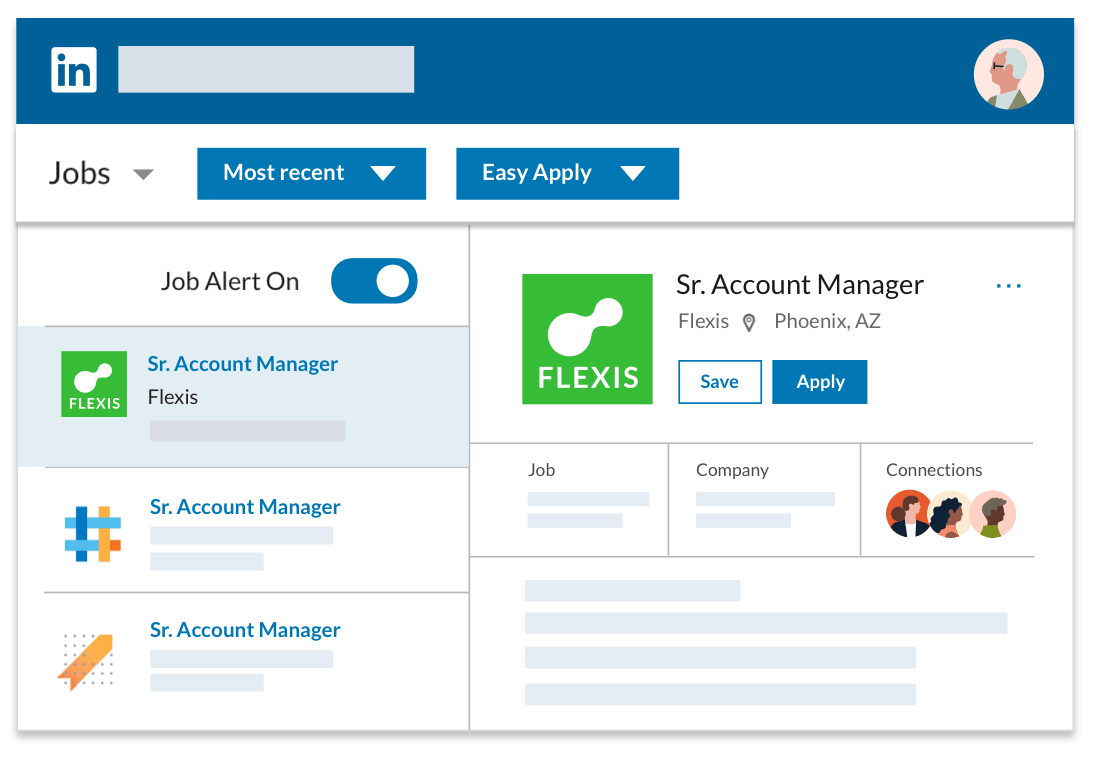 in
Jobs
Most recent
Easy Apply
Job Alert On
FLEXIS
Sr. Account Manager
Flexis
Sr. Account Manager
Sr. Account Manager
FLEXIS
Sr. Account Manager
...
Flexis Phoenix, AZ
Save
Apply
Job
Company
Connections